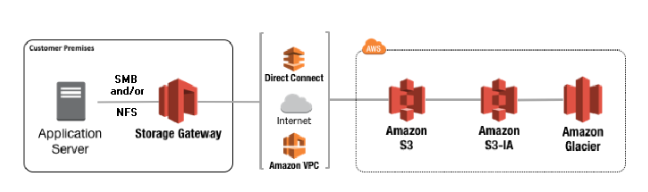 Customer Premises
SMB
and/or
NFS
Application
Server
Storage Gateway
Direct Connect
Internet
Amazon VPC
AWS
Amazon
S3
Amazon
S3-IA
Amazon
Glacier